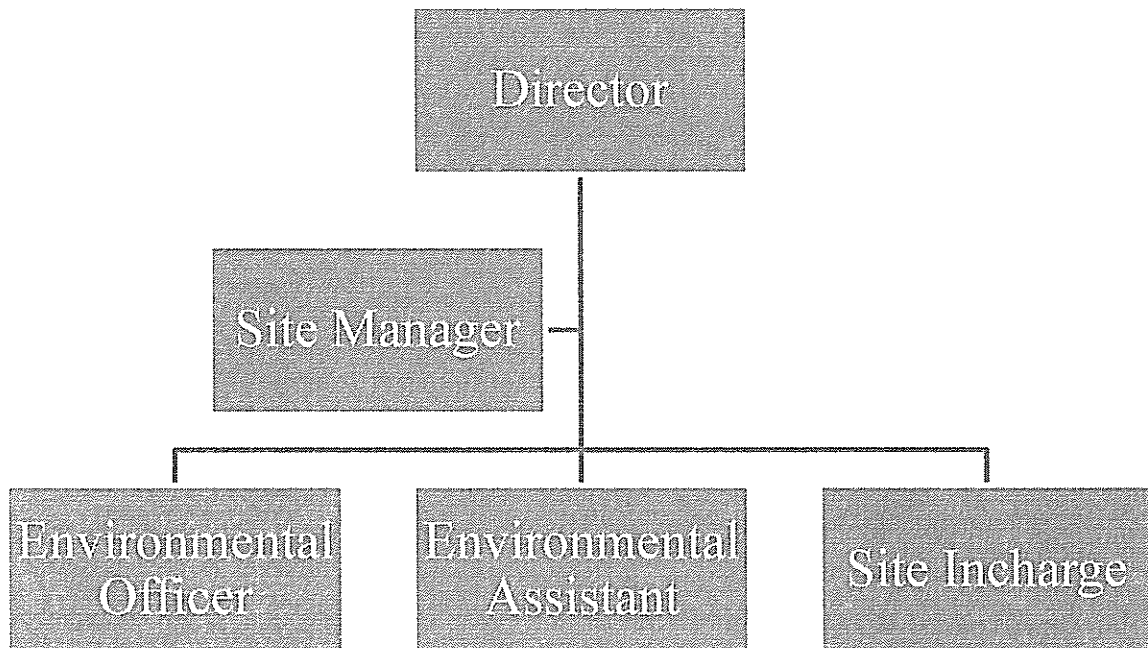 Director
Site Manager
Environmental
Officer
Environmental
Assistant
Site Incharge